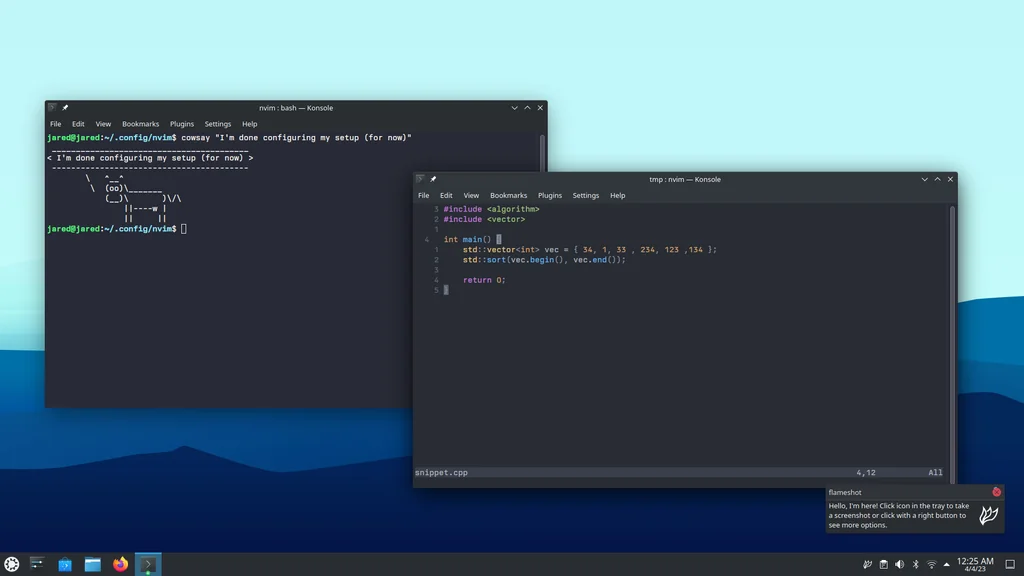 nvim : bash — Konsole
File Edit View Bookmarks Plugins Settings Help
jared@jared:~/.config/nvim$ cowsay "I'm done configuring my setup (for now)"
 _________________________________________
< I'm done configuring my setup (for now) >
 -----------------------------------------
        \   ^__^
         \  (oo)\_______
            (__)\       )\/\
                ||----w |
                ||     ||
jared@jared:~/.config/nvim$
tmp : nvim — Konsole
File Edit View Bookmarks Plugins Settings Help
3 #include <algorithm>
2 #include <vector>
1
4 int main() {
1     std::vector<int> vec = { 34, 1, 33 , 234, 123 ,134 };
2     std::sort(vec.begin(), vec.end());
3
4     return 0;
5 }
snippet.cpp 4,12 All
flameshot
Hello, I'm here! Click icon in the tray to take
a screenshot or click with a right button to
see more options.
12:25 AM
4/4/23